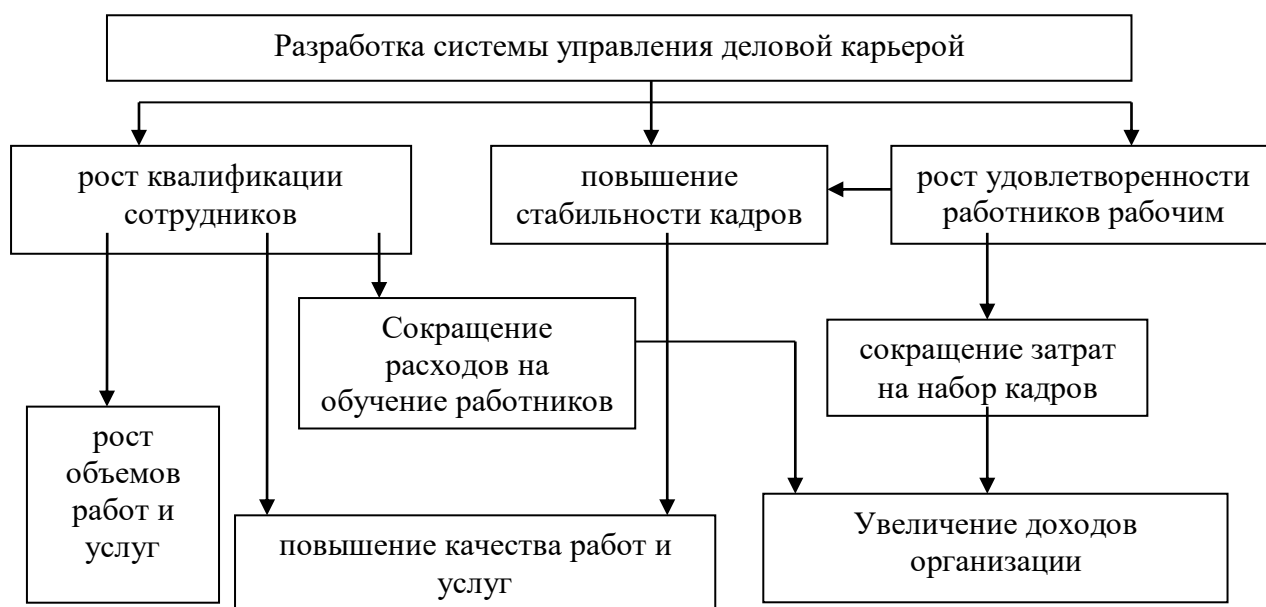 Разработка системы управления деловой карьерой
рост квалификации
сотрудников
повышение
стабильности кадров
рост удовлетворенности
работников рабочим
Сокращение
расходов на
обучение работников
сокращение затрат
на набор кадров
рост
объемов
работ и
услуг
повышение качества работ и
услуг
Увеличение доходов
организации